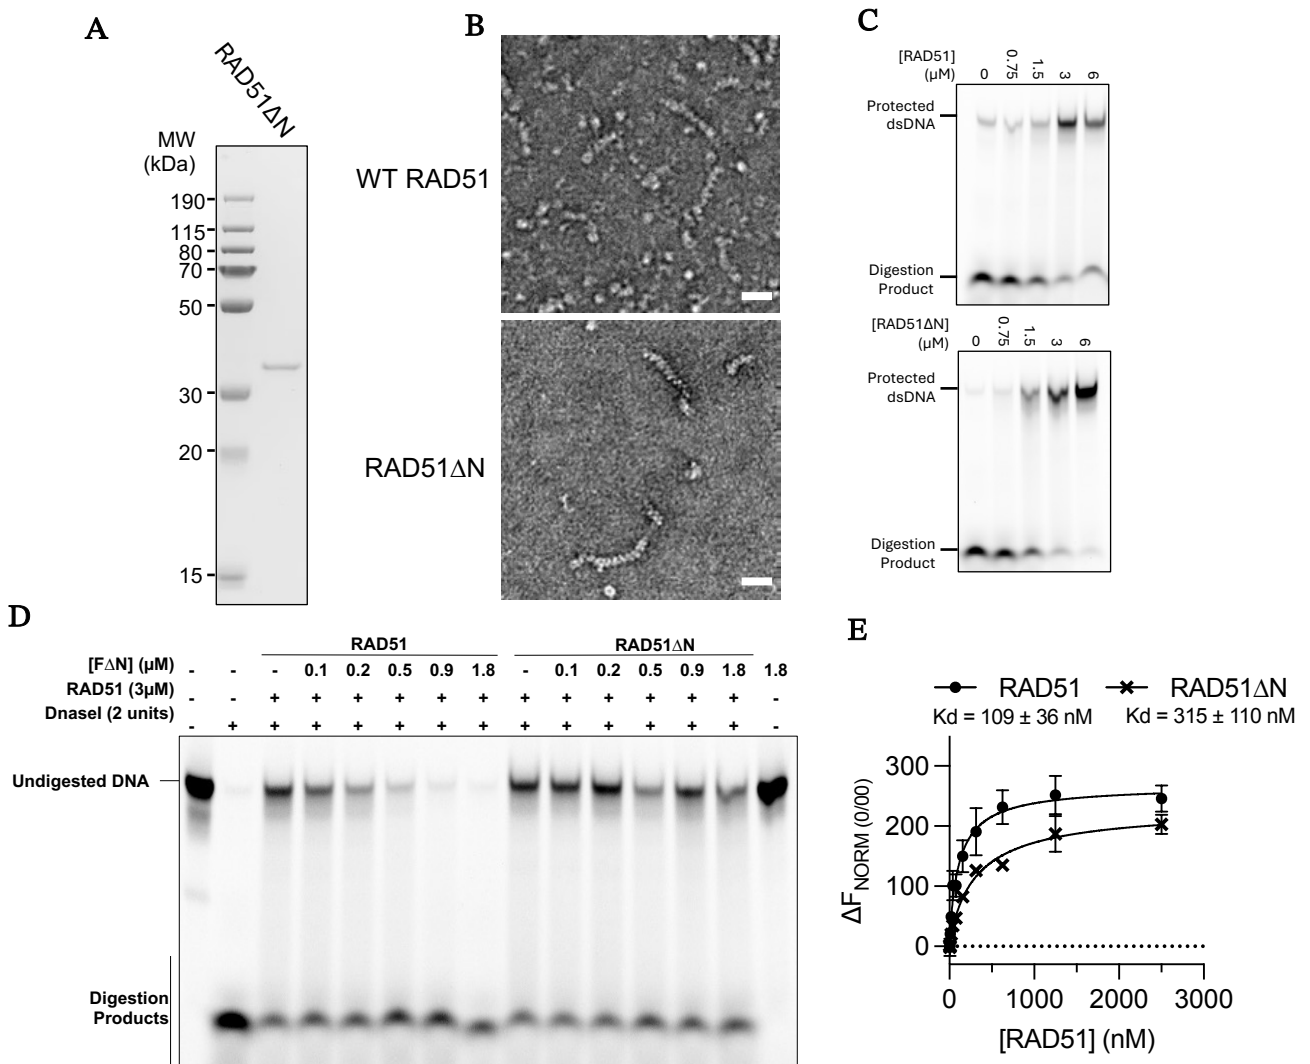 A
RAD51ΔN
MW
(kDa)
190
115
80
70
50
30
20
15
B
WT RAD51
RAD51ΔN
C
[RAD51]
(µM)
0 0.75 1.5 3 6
Protected
dsDNA
Digestion
Product
[RAD51ΔN]
(µM)
0 0.75 1.5 3 6
Protected
dsDNA
Digestion
Product
D
RAD51 RAD51ΔN
[FΔN] (µM) - - - 0.1 0.2 0.5 0.9 1.8 - 0.1 0.2 0.5 0.9 1.8 1.8
RAD51 (3µM) - - + + + + + + + + + + + + -
DnaseI (2 units) - + + + + + + + + + + + + + -
Undigested DNA
Digestion
Products
E
RAD51 RAD51ΔN
Kd = 109 ± 36 nM Kd = 315 ± 110 nM
ΔFNORM (0/00)
300
200
100
0
0 1000 2000 3000
[RAD51] (nM)